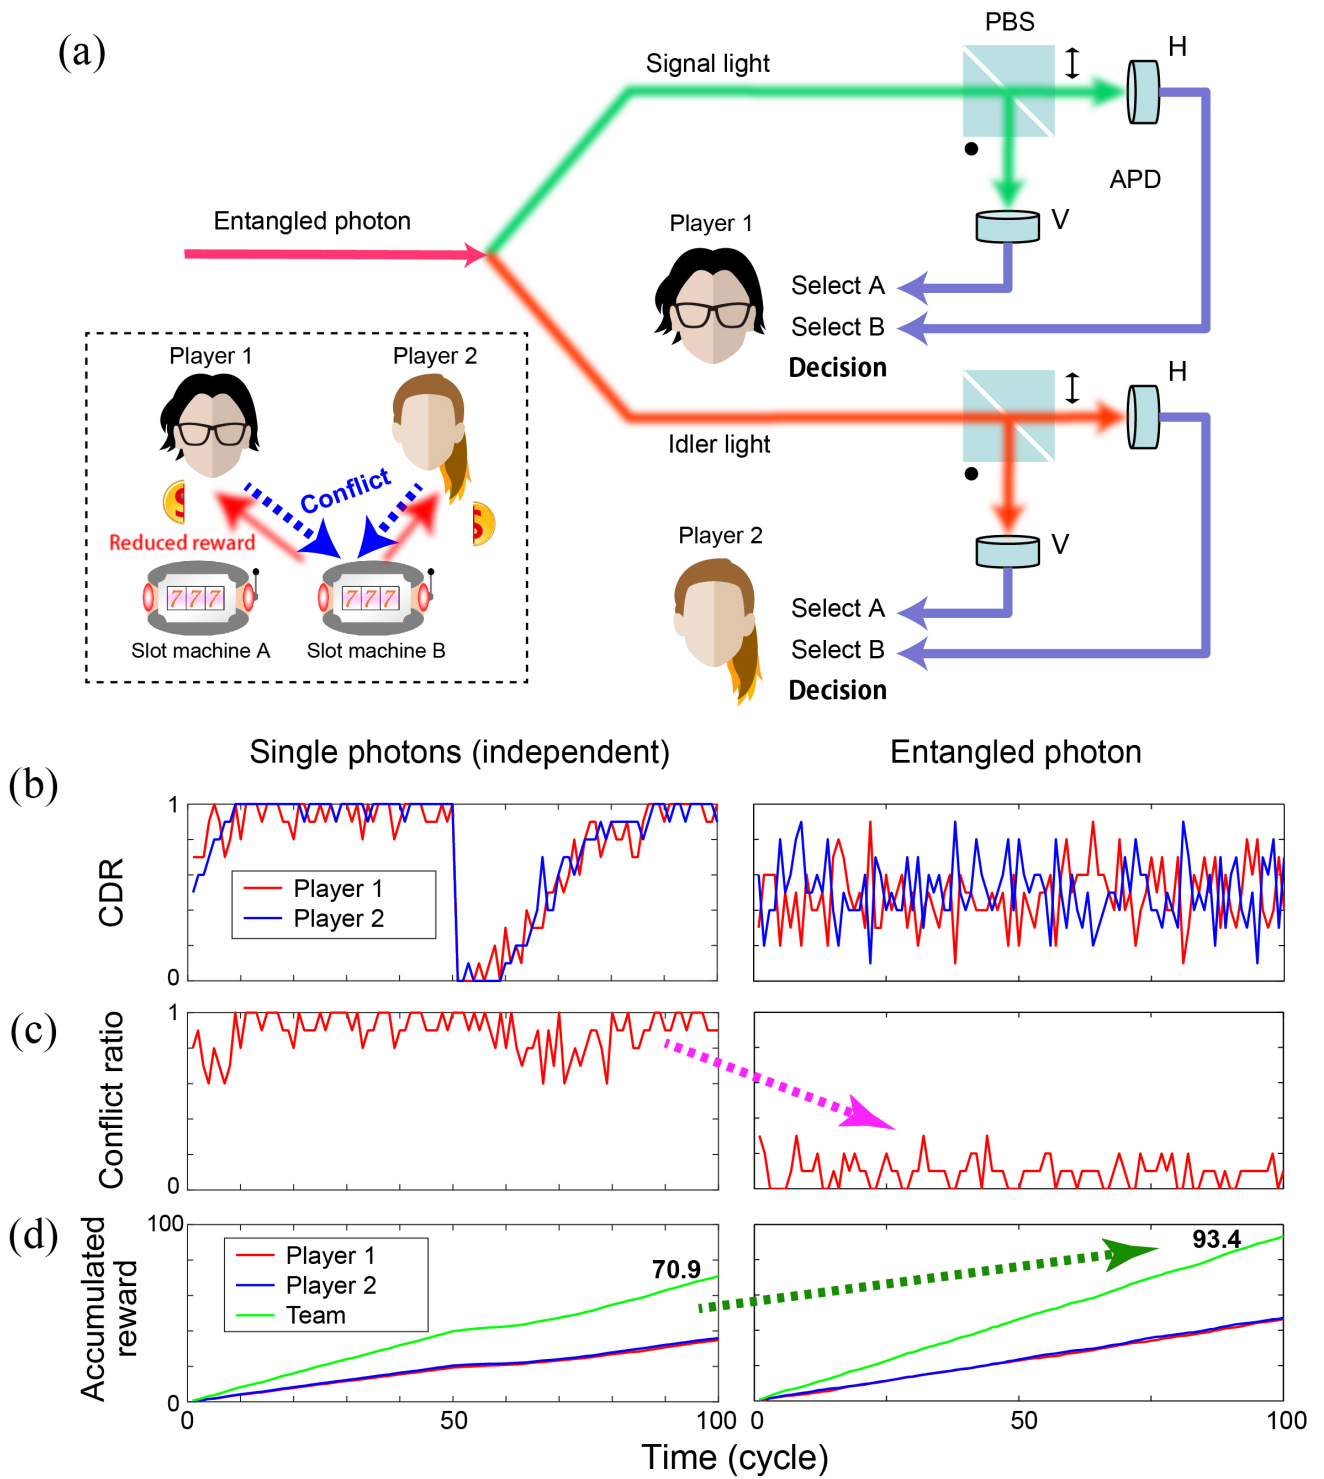 (a)
PBS
H
Signal light
APD
Entangled photon
Player 1
V
Select A
Select B
Decision
H
Idler light
Player 2
V
Select A
Select B
Decision
Player 1
Player 2
Conflict
$
$
Reduced reward
777
777
Slot machine A
Slot machine B
Single photons (independent)
Entangled photon
(b)
CDR
1
0
Player 1
Player 2
(c)
Conflict ratio
1
0
(d)
Accumulated
reward
100
0
Player 1
Player 2
Team
70.9
93.4
0
50
100
0
50
100
Time (cycle)